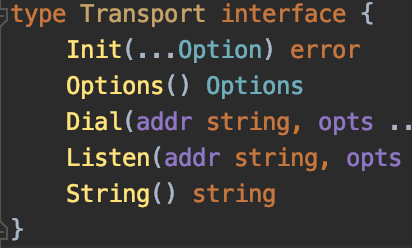 type Transport interface {
Init(...Option) error
Options() Options
Dial(addr string, opts ..
Listen(addr string, opts
String() string
}